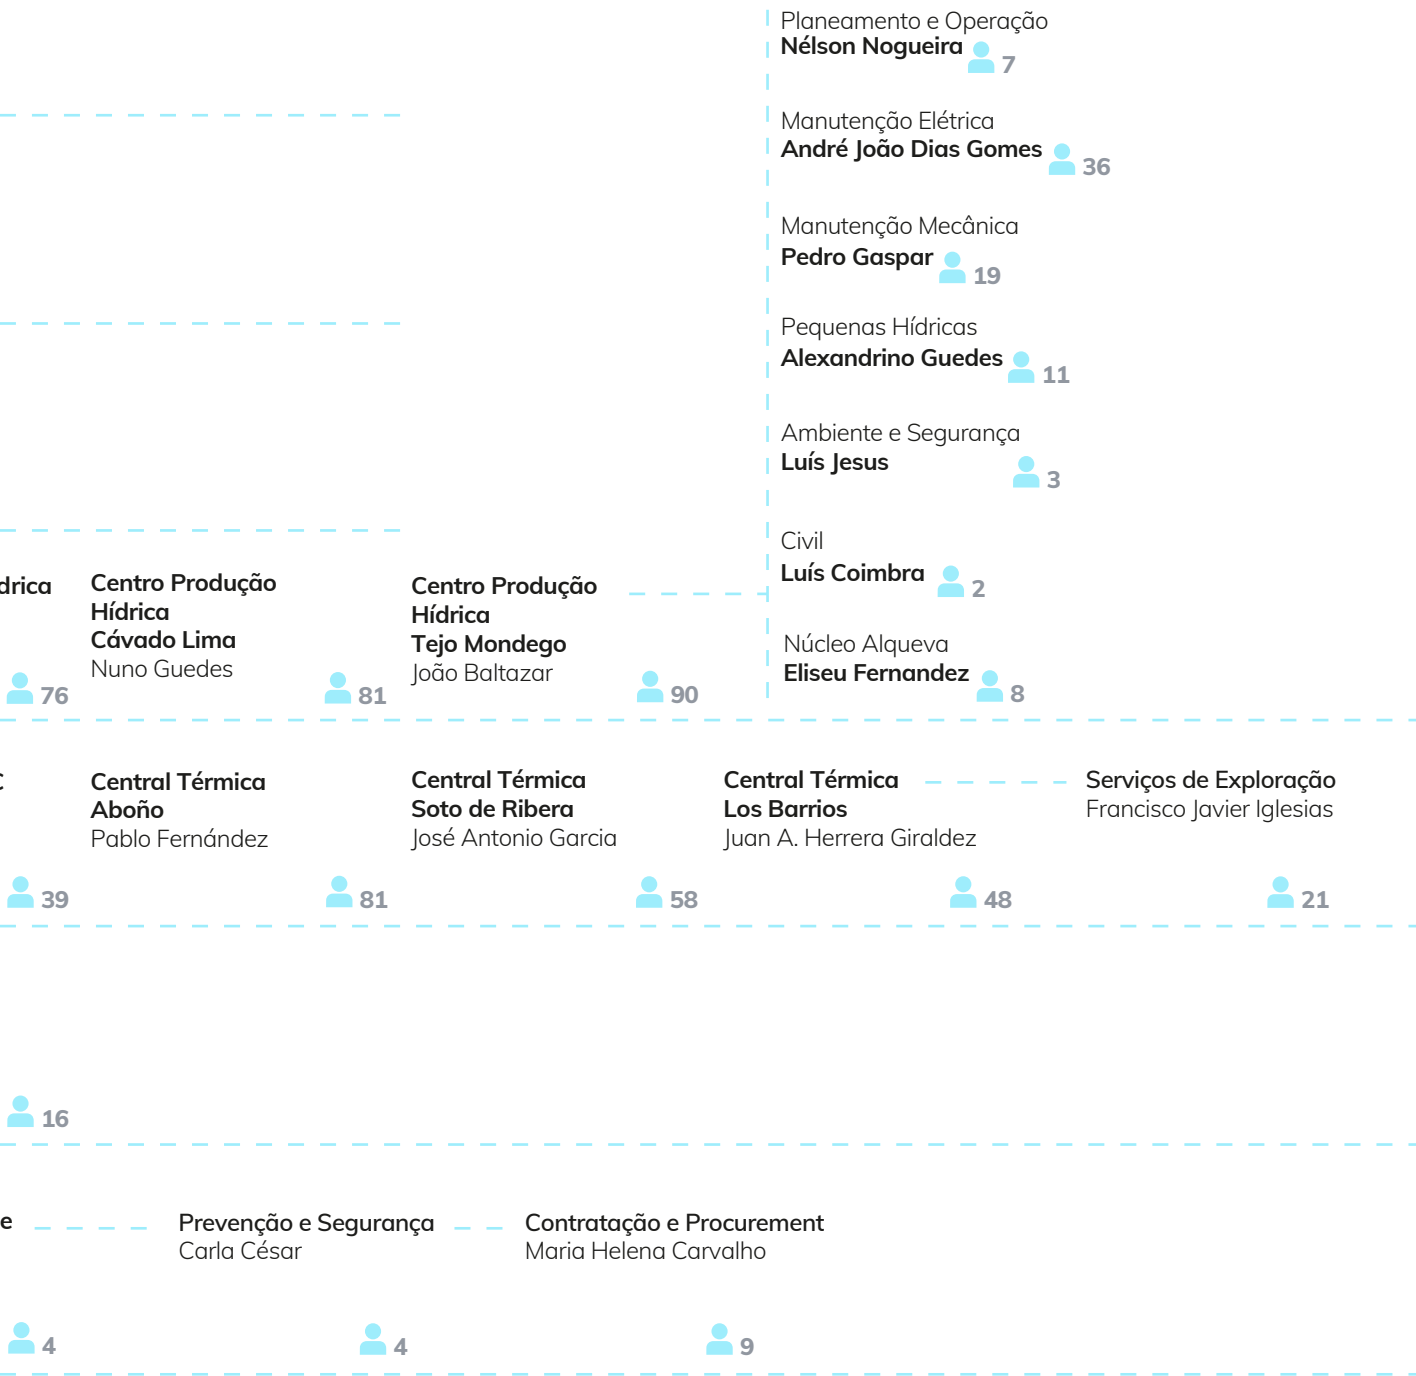 Planeamento e Operação
Nélson Nogueira
7
Manutenção Elétrica
André João Dias Gomes
36
Manutenção Mecânica
Pedro Gaspar
19
Pequenas Hídricas
Alexandrino Guedes
11
Ambiente e Segurança
Luís Jesus
3
Civil
Luís Coimbra
2
Núcleo Alqueva
Eliseu Fernandez
8
drica
76
Centro Produção
Hídrica
Cávado Lima
Nuno Guedes
81
Centro Produção
Hídrica
Tejo Mondego
João Baltazar
90
39
Central Térmica
Aboño
Pablo Fernández
81
Central Térmica
Soto de Ribera
José Antonio Garcia
58
Central Térmica
Los Barrios
Juan A. Herrera Giraldez
48
Serviços de Exploração
Francisco Javier Iglesias
21
16
e
4
Prevenção e Segurança
Carla César
4
Contratação e Procurement
Maria Helena Carvalho
9